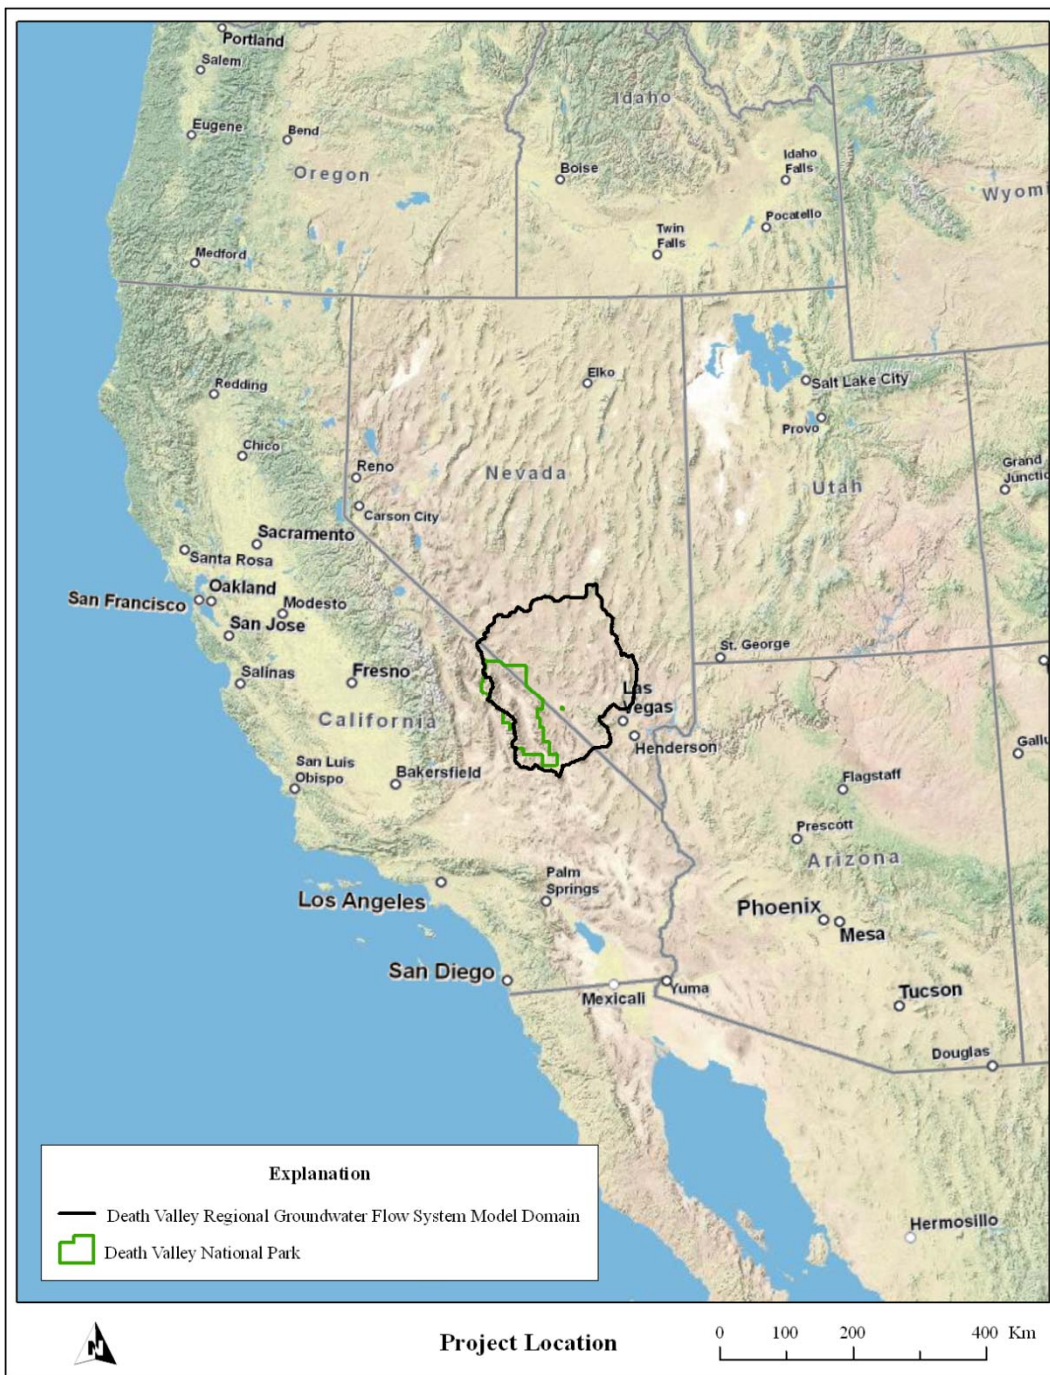 Portland
Salem
Eugene
Bend
Oregon
Medford
Idaho
Boise
Idaho
Falls
Pocatello
Twin
Falls
Wyomi
Redding
Chico
Elko
Reno
Carson City
Nevada
Salt Lake City
Provo
Utah
Grand
Junctic
Sacramento
Santa Rosa
Oakland
San Francisco
Modesto
San Jose
Salinas
Fresno
California
St. George
Las
Vegas
Henderson
San Luis
Obispo
Bakersfield
Gallu
Flagstaff
Prescott
Arizona
Palm
Springs
Los Angeles
Phoenix
Mesa
San Diego
Mexicali
Yuma
Tucson
Douglas
Hermosillo
Explanation
Death Valley Regional Groundwater Flow System Model Domain
Death Valley National Park
N
Project Location
0 100 200 400 Km